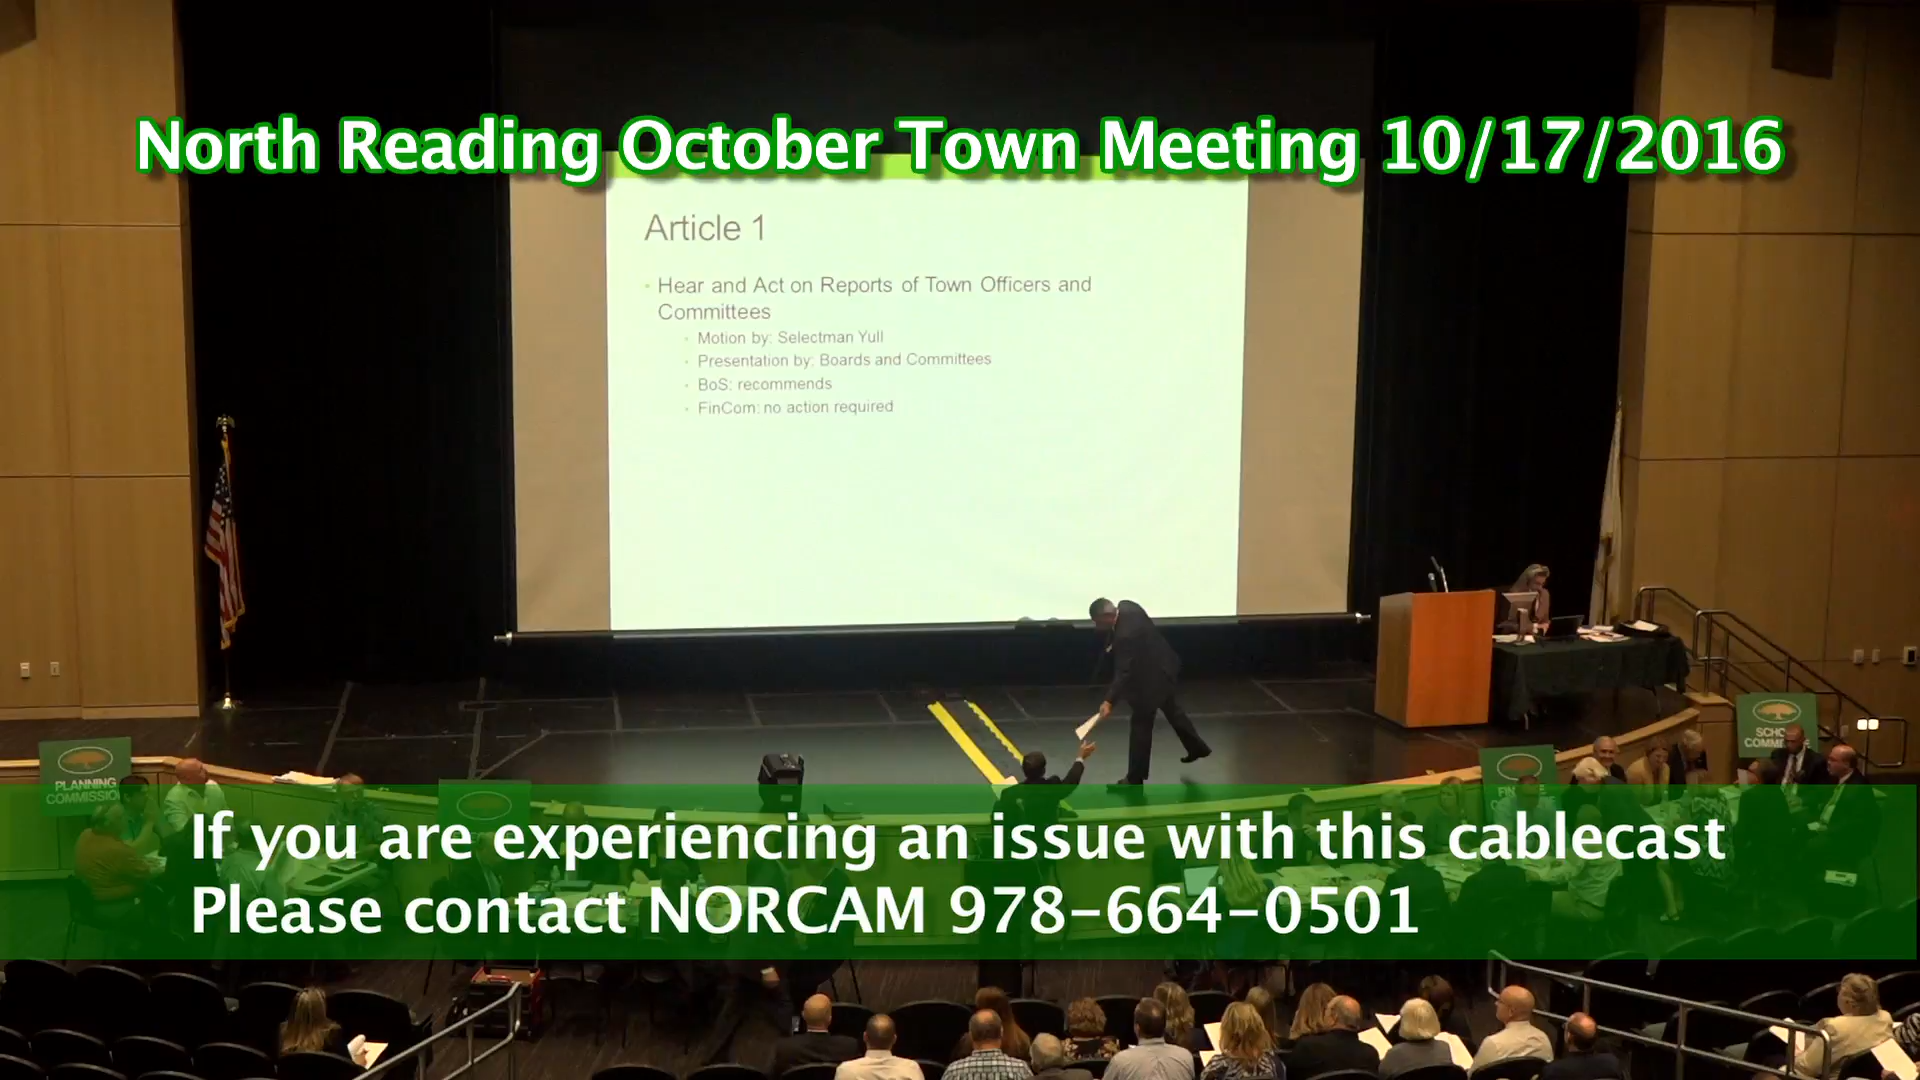 North Reading October Town Meeting 10/17/2016
Article 1
Hear and Act on Reports of Town Officers and
Committees
Motion by: Selectman Yull
Presentation by: Boards and Committees
BoS: recommends
FinCom: no action required
PLANNING
COMMISSIO
If you are experiencing an issue with this cablecast
Please contact NORCAM 978-664-0501